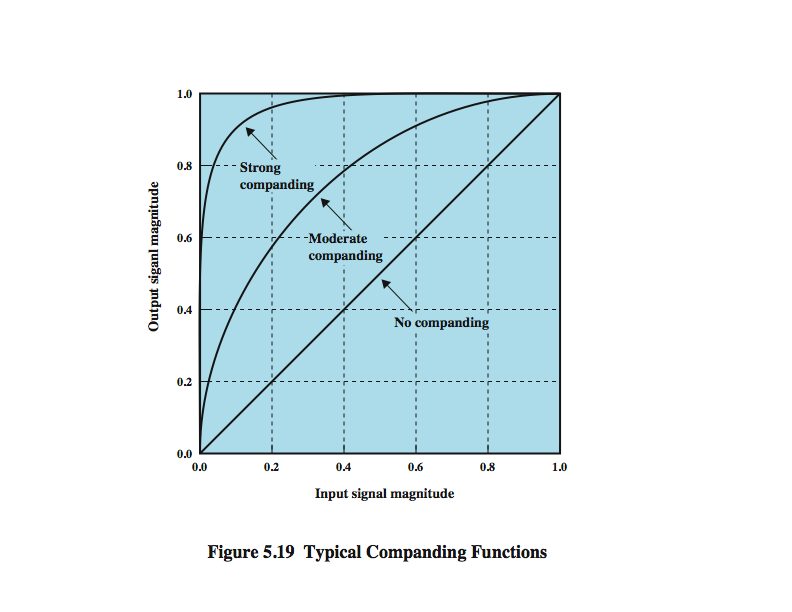 1.0
0.8
0.6
0.4
0.2
0.0
Output siganl magnitude
Strong
companding
Moderate
companding
No companding
0.0 0.2 0.4 0.6 0.8 1.0
Input signal magnitude
Figure 5.19 Typical Companding Functions